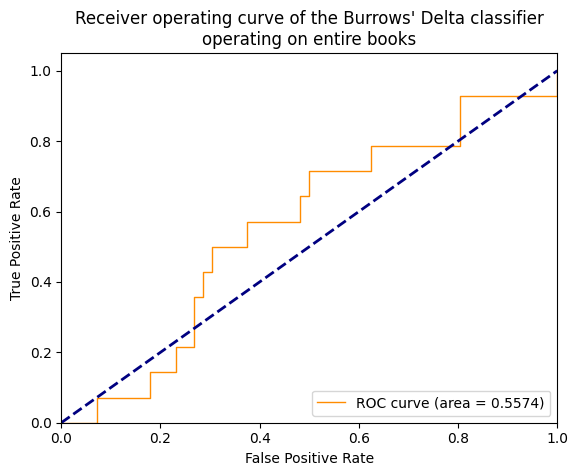 Receiver operating curve of the Burrows' Delta classifier
operating on entire books
True Positive Rate
1.0
0.8
0.6
0.4
0.2
0.0
ROC curve (area = 0.5574)
0.0 0.2 0.4 0.6 0.8 1.0
False Positive Rate